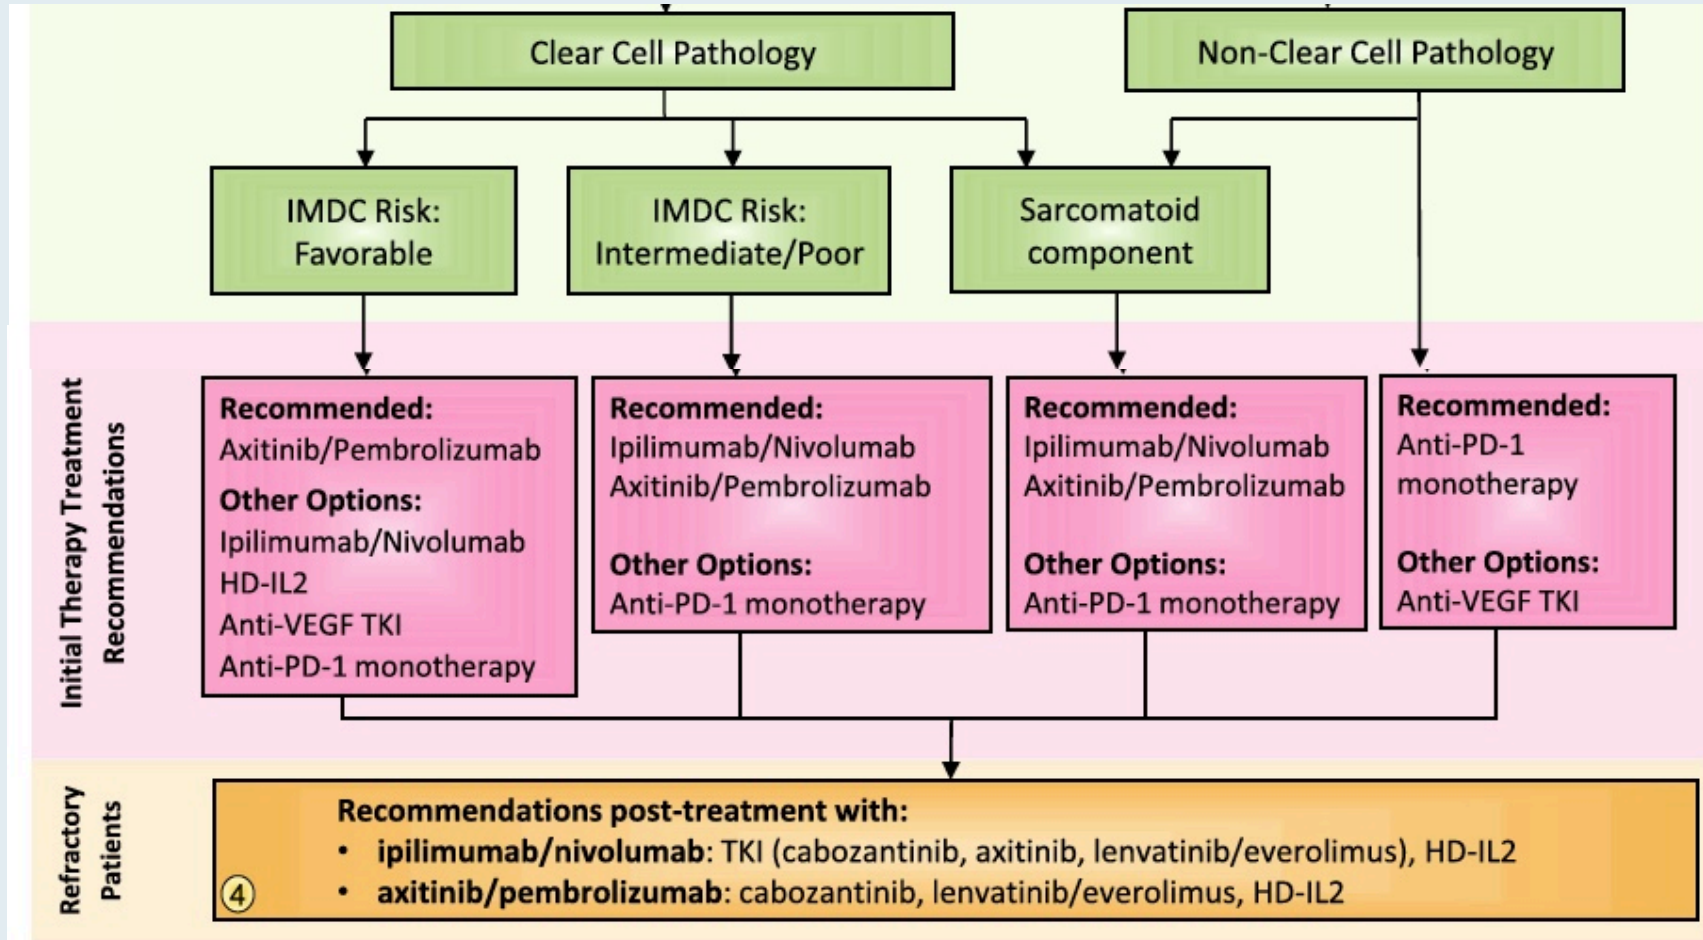 Clear Cell Pathology
Non-Clear Cell Pathology
IMDC Risk:
Favorable
IMDC Risk:
Intermediate/Poor
Sarcomatoid
component
Initial Therapy Treatment
Recommendations
Recommended:
Axitinib/Pembrolizumab
Other Options:
Ipilimumab/Nivolumab
HD-IL2
Anti-VEGF TKI
Anti-PD-1 monotherapy
Recommended:
Ipilimumab/Nivolumab
Axitinib/Pembrolizumab
Other Options:
Anti-PD-1 monotherapy
Recommended:
Ipilimumab/Nivolumab
Axitinib/Pembrolizumab
Other Options:
Anti-PD-1 monotherapy
Recommended:
Anti-PD-1
monotherapy
Other Options:
Anti-VEGF TKI
Refractory
Patients
Recommendations post-treatment with:
• ipilimumab/nivolumab: TKI (cabozantinib, axitinib, lenvatinib/everolimus), HD-IL2
• axitinib/pembrolizumab: cabozantinib, lenvatinib/everolimus, HD-IL2
4